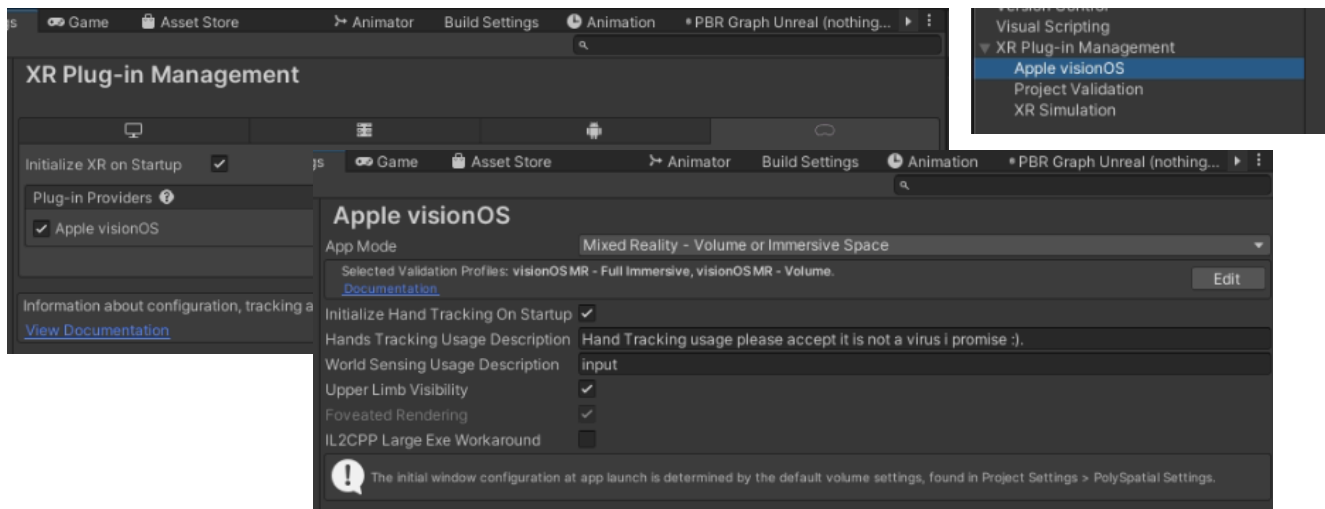 gs Game Asset Store Animator Build Settings Animation PBR Graph Unreal (nothing...
XR Plug-in Management
Initialize XR on Startup
Plug-in Providers
Apple visionOS
Information about configuration, tracking a
View Documentation
Version Control
Visual Scripting
XR Plug-in Management
Apple visionOS
Project Validation
XR Simulation
gs Game Asset Store Animator Build Settings Animation PBR Graph Unreal (nothing...
Apple visionOS
App Mode Mixed Reality - Volume or Immersive Space
Selected Validation Profiles: visionOS MR - Full Immersive, visionOS MR - Volume.
Documentation
Edit
Initialize Hand Tracking On Startup
Hands Tracking Usage Description Hand Tracking usage please accept it is not a virus i promise :).
World Sensing Usage Description input
Upper Limb Visibility
Foveated Rendering
IL2CPP Large Exe Workaround
The initial window configuration at app launch is determined by the default volume settings, found in Project Settings > PolySpatial Settings.